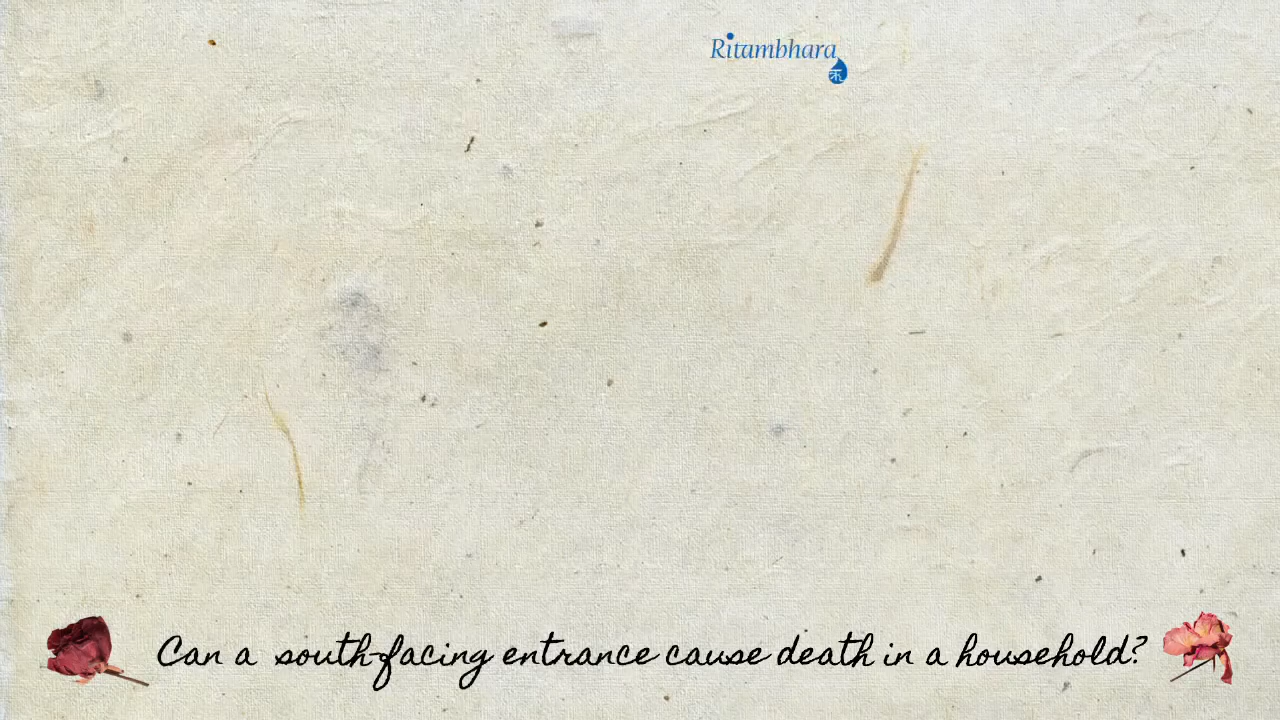 Ritambhara
ऋ
Can a south-facing entrance cause death in a household?